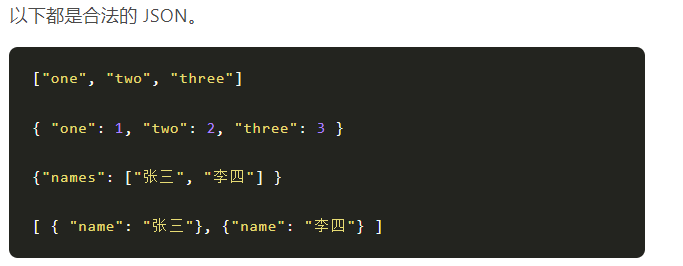 以下都是合法的 JSON。
["one", "two", "three"]
{ "one": 1, "two": 2, "three": 3 }
{"names": ["张三", "李四"] }
[ { "name": "张三"}, {"name": "李四"} ]